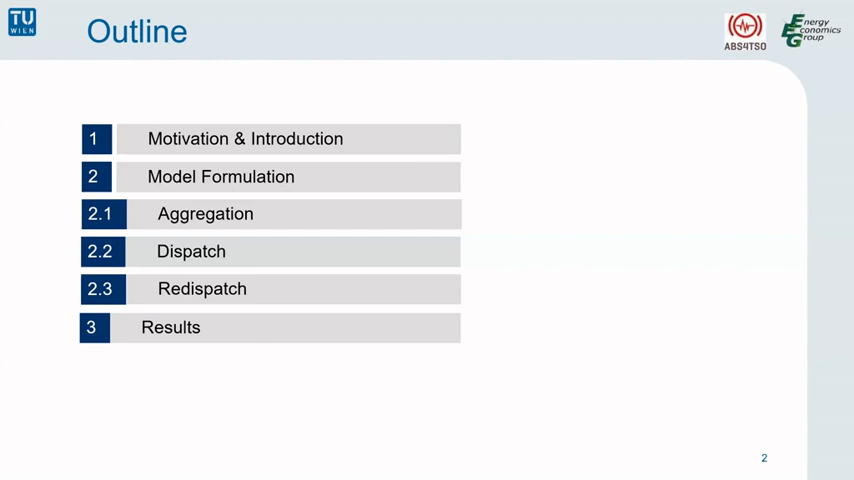 TU
WIEN
Outline
ABS4TSO
Energy
Economics
Group
1 Motivation & Introduction
2 Model Formulation
2.1 Aggregation
2.2 Dispatch
2.3 Redispatch
3 Results
2